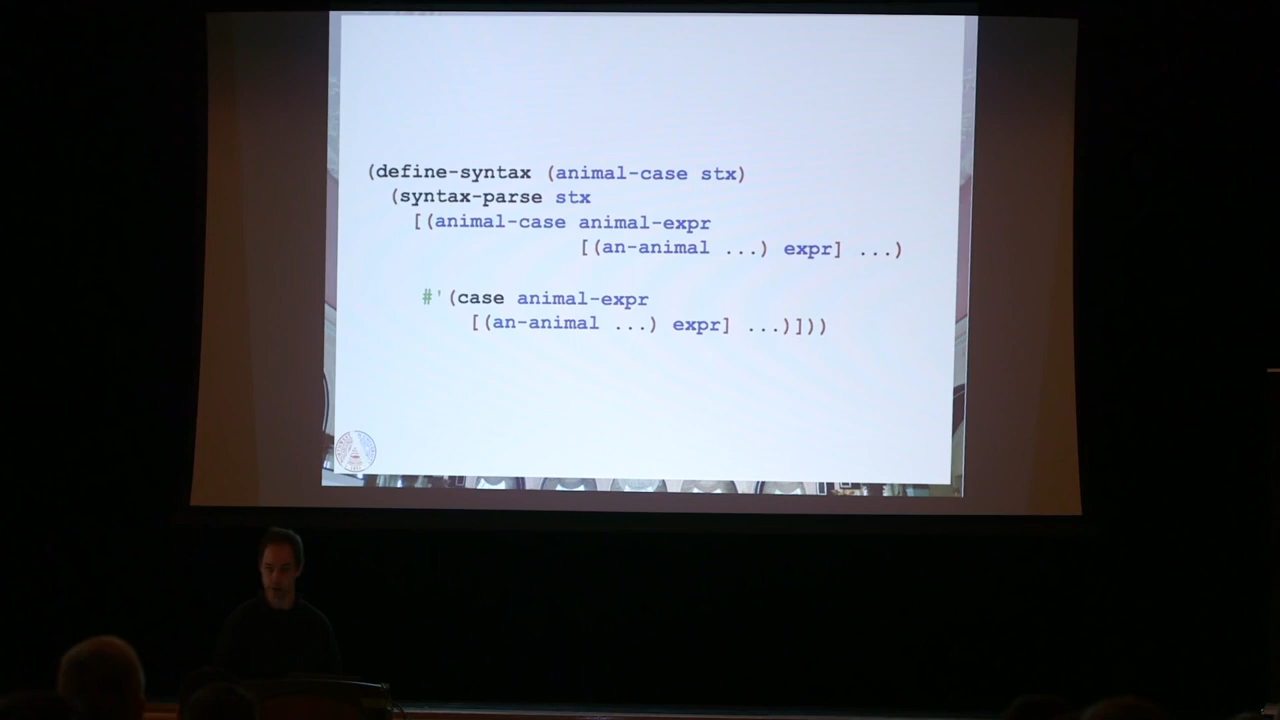 (define-syntax (animal-case stx)
(syntax-parse stx
[(animal-case animal-expr
[(an-animal ...) expr] ...)
#'(case animal-expr
[(an-animal ...) expr] ...)]))